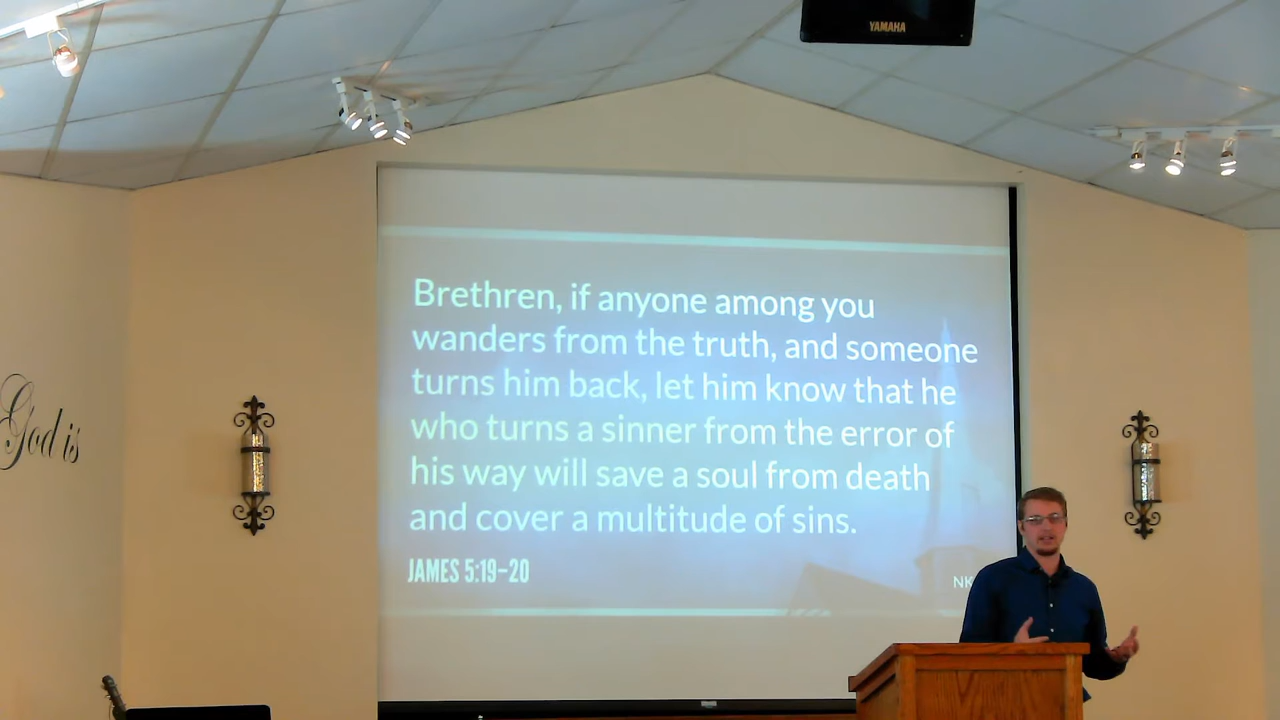 YAMAHA
Brethren, if anyone among you
wanders from the truth, and someone
turns him back, let him know that he
who turns a sinner from the error of
his way will save a soul from death
and cover a multitude of sins.
JAMES 5:19–20
NK
God is